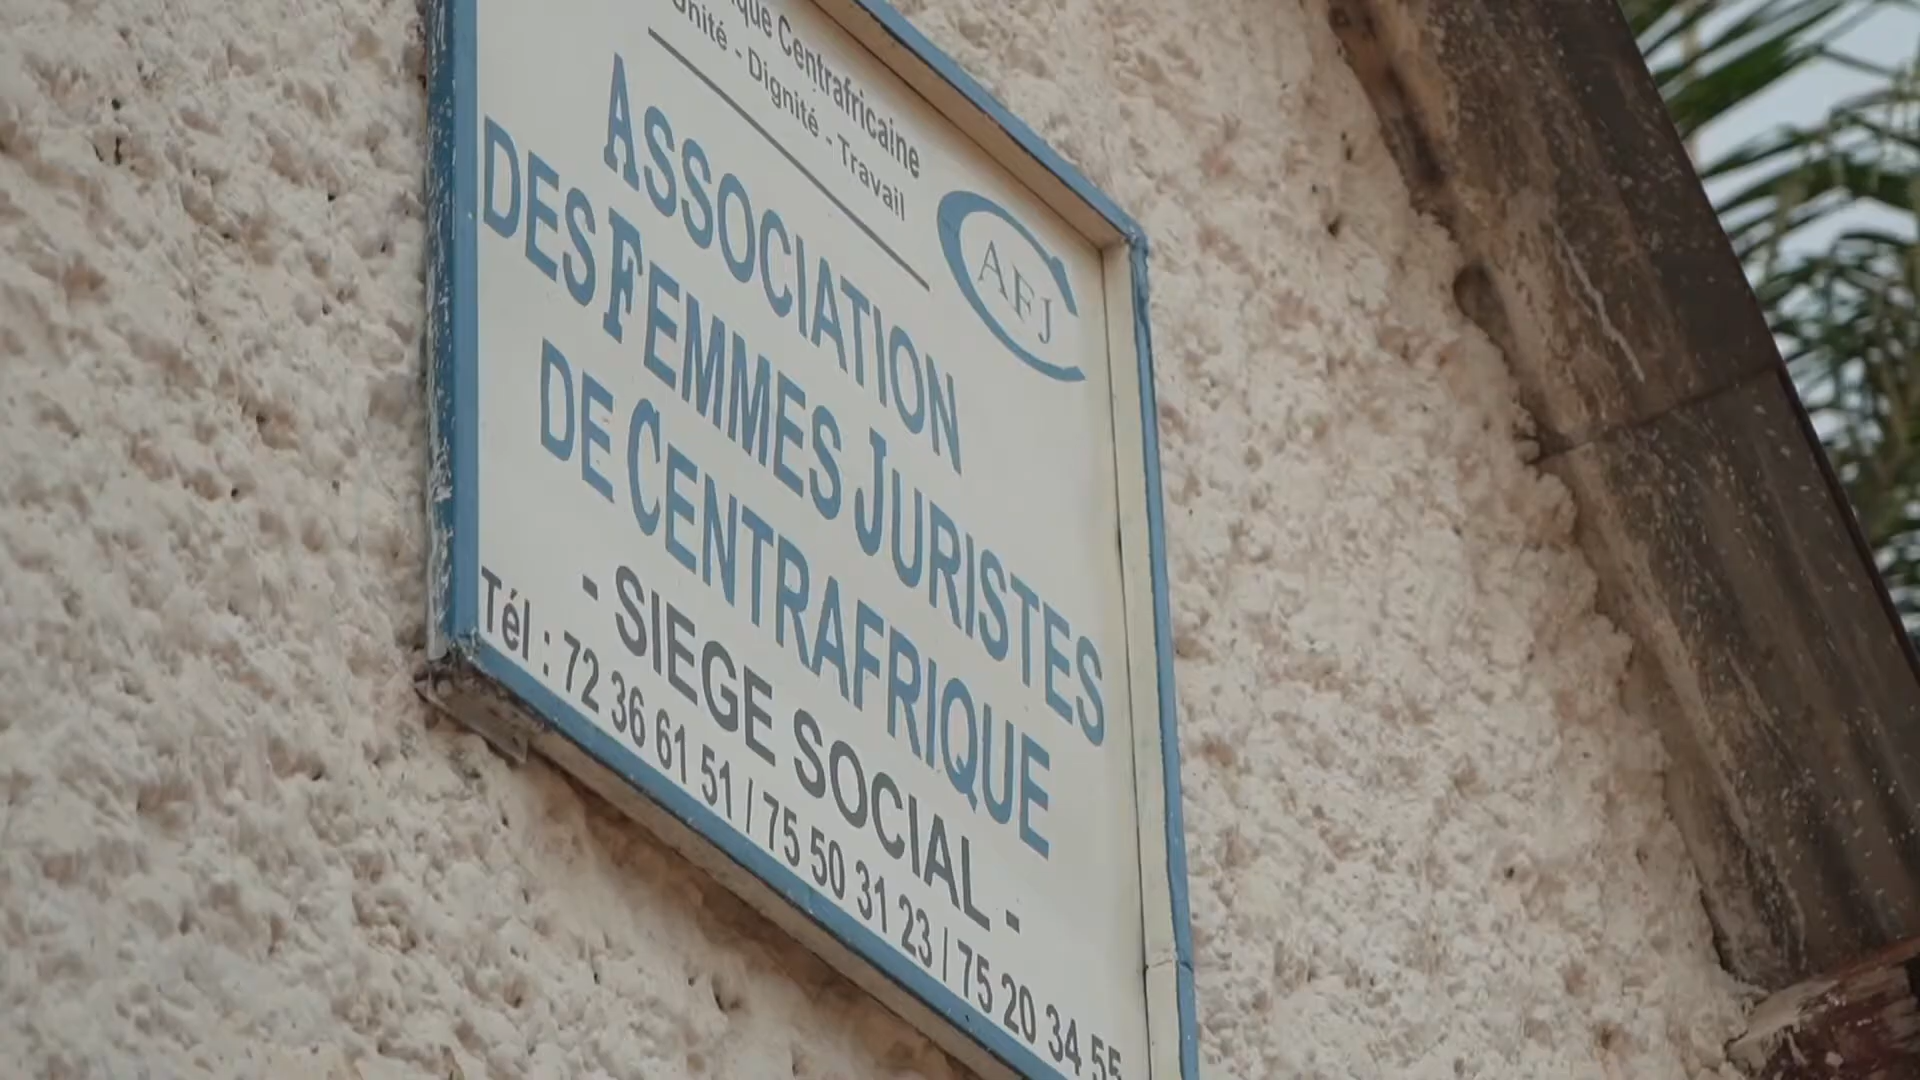 Centrafricaine
Unité - Dignité - Travail
AFJ
ASSOCIATION
DES FEMMES JURISTES
DE CENTRAFRIQUE
- SIEGE SOCIAL -
Tél : 72 36 61 51 / 75 50 31 23 / 75 20 34 55